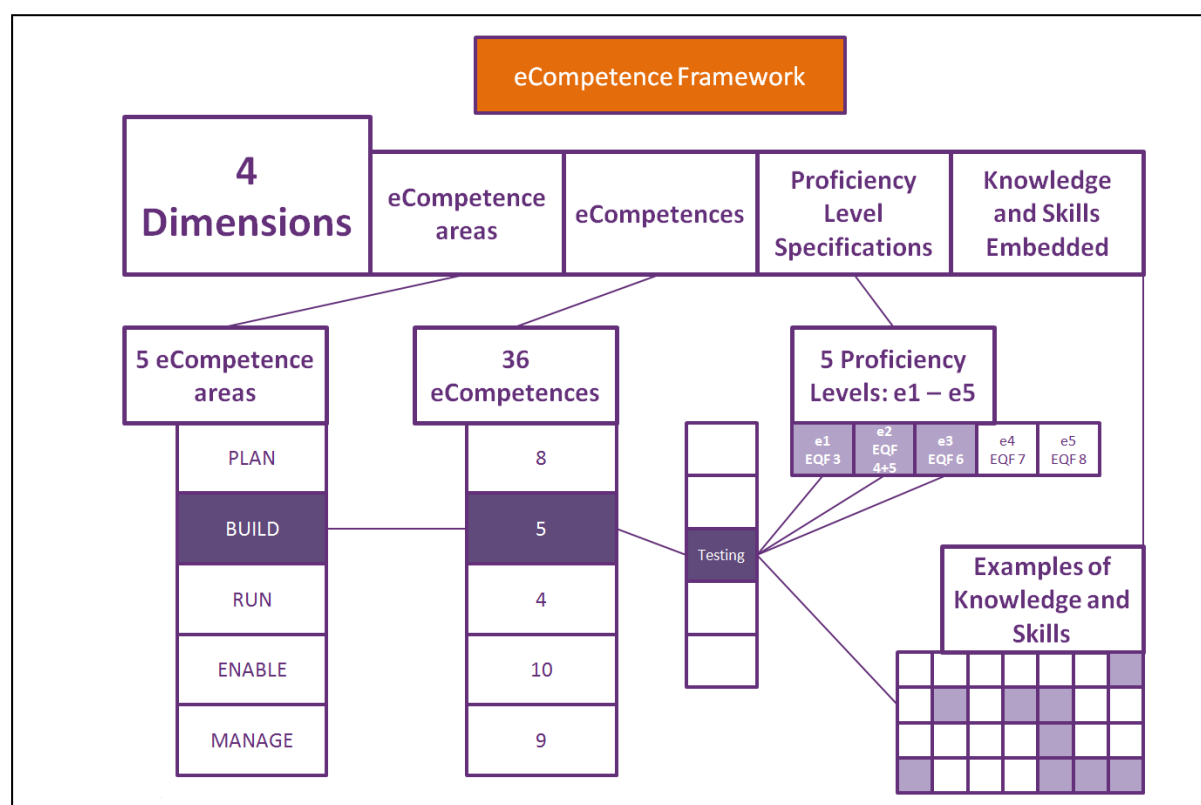 eCompetence Framework
4
Dimensions
eCompetence
areas
eCompetences
Proficiency
Level
Specifications
Knowledge
and Skills
Embedded
5 eCompetence
areas
36
eCompetences
5 Proficiency
Levels: e1 – e5
PLAN
BUILD
RUN
ENABLE
MANAGE
8
5
4
10
9
Testing
e1
EQF 3
e2
EQF
4+5
e3
EQF 6
e4
EQF 7
e5
EQF 8
Examples of
Knowledge and
Skills